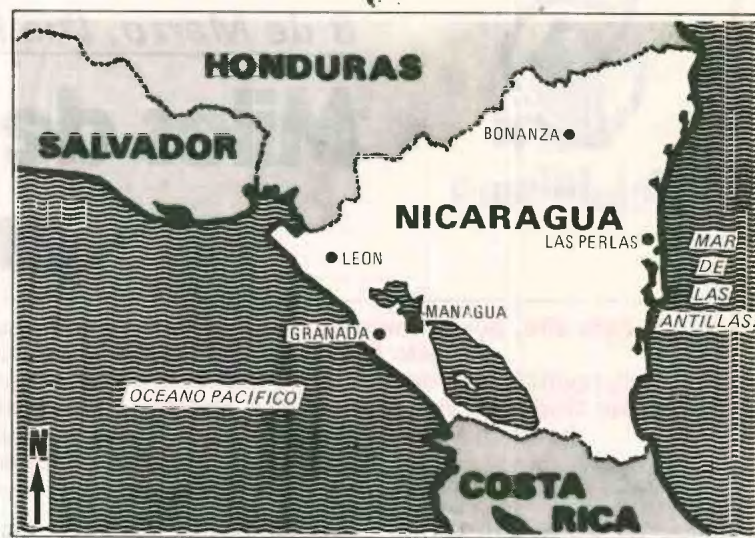 HONDURAS
SALVADOR
BONANZA
NICARAGUA
LAS PERLAS
MAR
DE
LAS
ANTILLAS
LEON
MANAGUA
GRANADA
OCEANO PACIFICO
N
COSTA
RICA